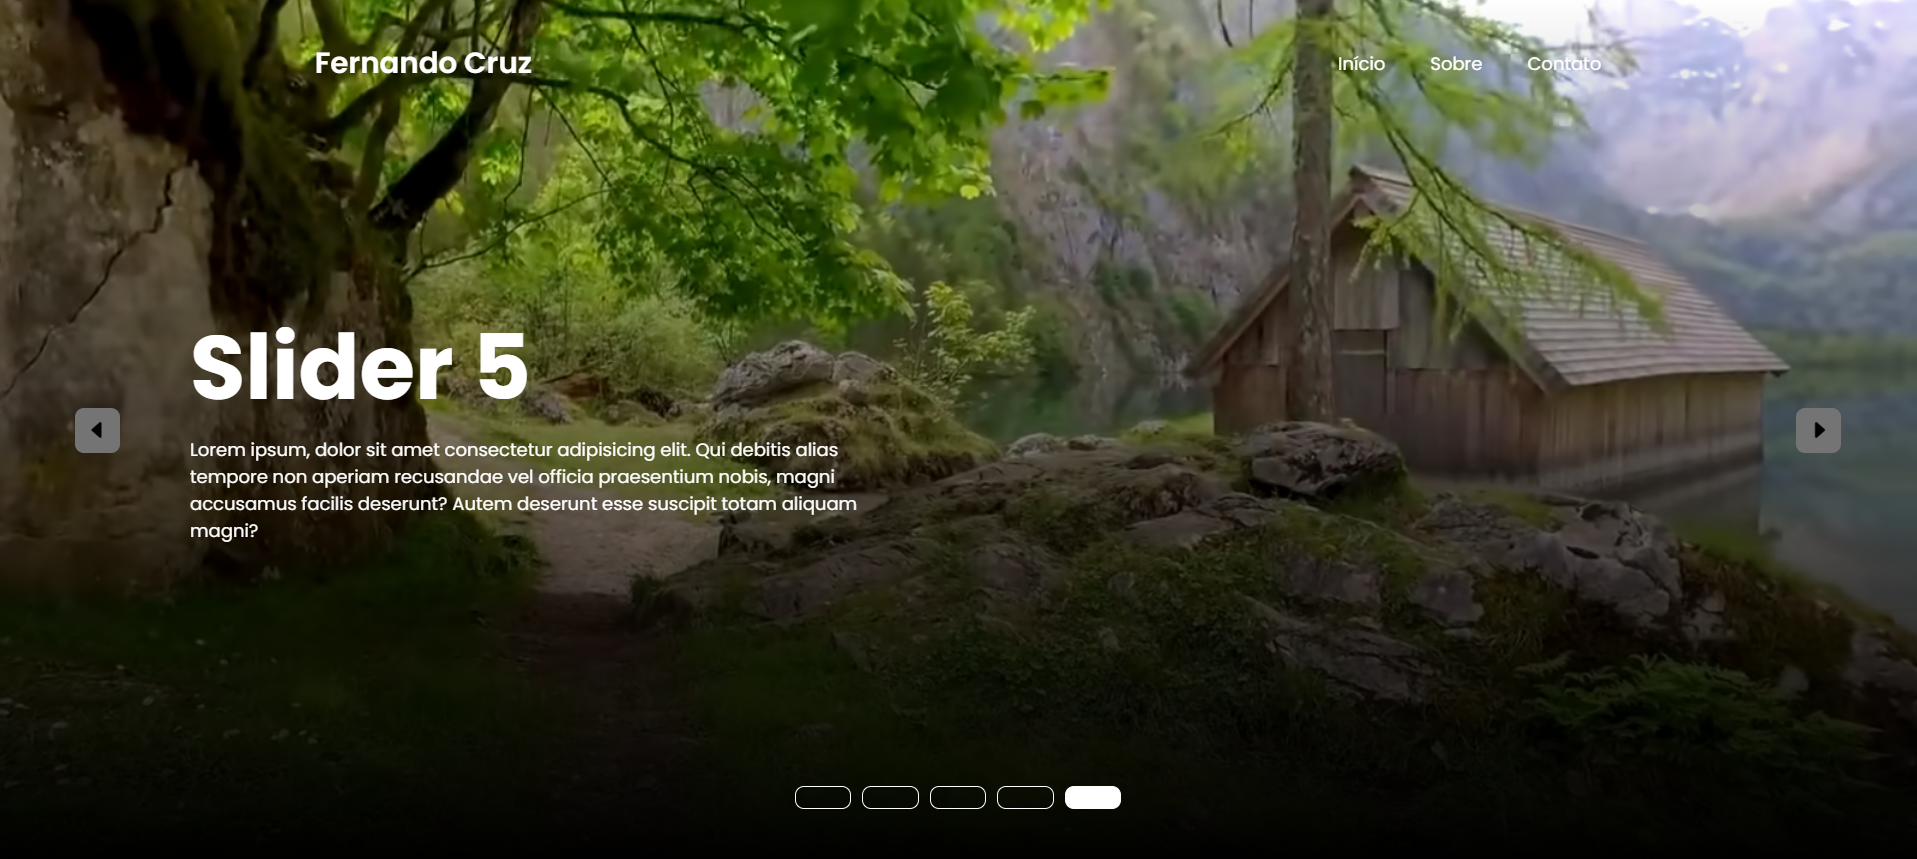 Fernando Cruz
Início Sobre Contato
Slider 5
Lorem ipsum, dolor sit amet consectetur adipisicing elit. Qui debitis alias
tempore non aperiam recusandae vel officia praesentium nobis, magni
accusamus facilis deserunt? Autem deserunt esse suscipit totam aliquam
magni?